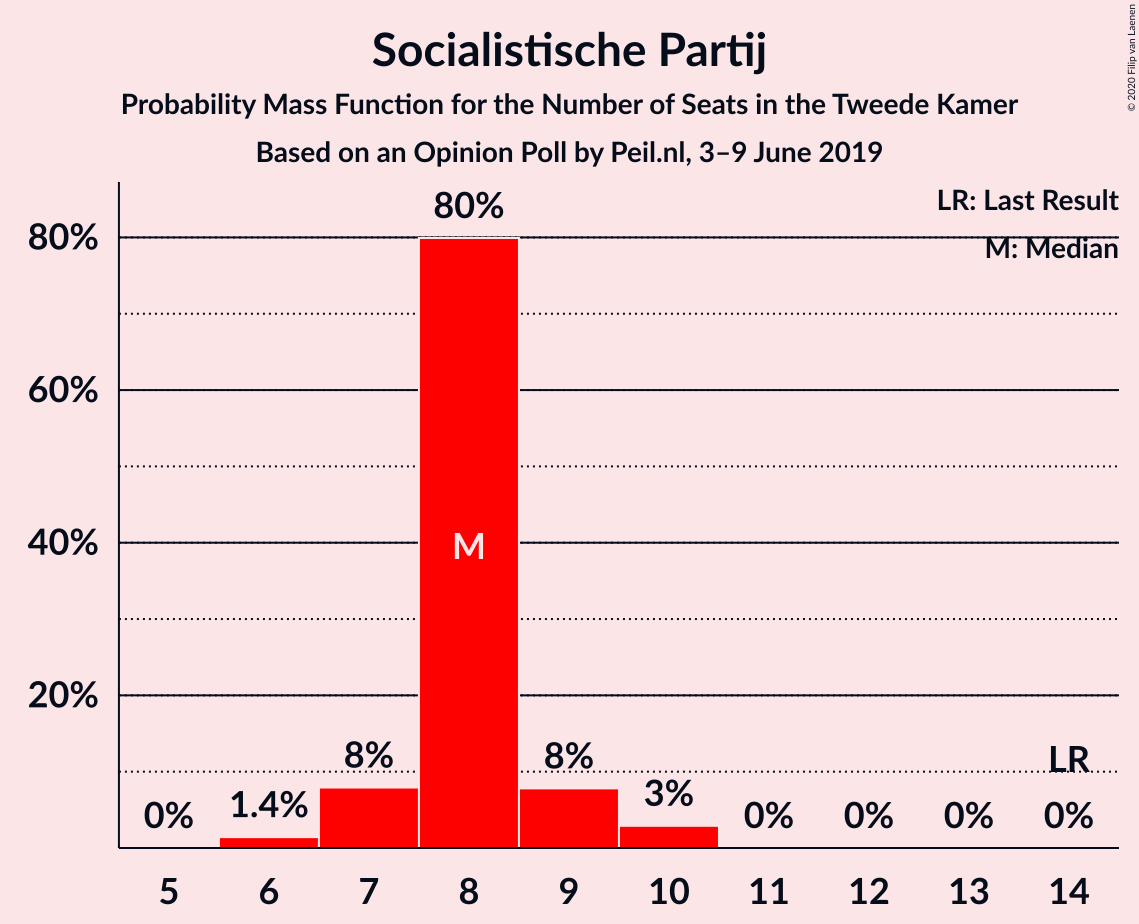 Socialistische Partij
Probability Mass Function for the Number of Seats in the Tweede Kamer
Based on an Opinion Poll by Peil.nl, 3–9 June 2019
© 2020 Filip van Laenen
LR: Last Result
M: Median
80%
60%
40%
20%
0%
1.4%
8%
80%
M
8%
3%
0%
0%
0%
LR
0%
5 6 7 8 9 10 11 12 13 14